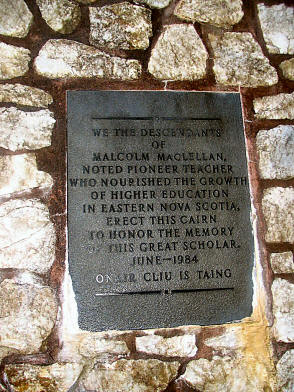 WE THE DESCENDANTS
OF
MALCOLM MACLELLAN,
NOTED PIONEER TEACHER
WHO NOURISHED THE GROWTH
OF HIGHER EDUCATION
IN EASTERN NOVA SCOTIA,
ERECT THIS CAIRN
TO HONOR THE MEMORY
OF THIS GREAT SCHOLAR.
JUNE—1984
CLIU IS TAING